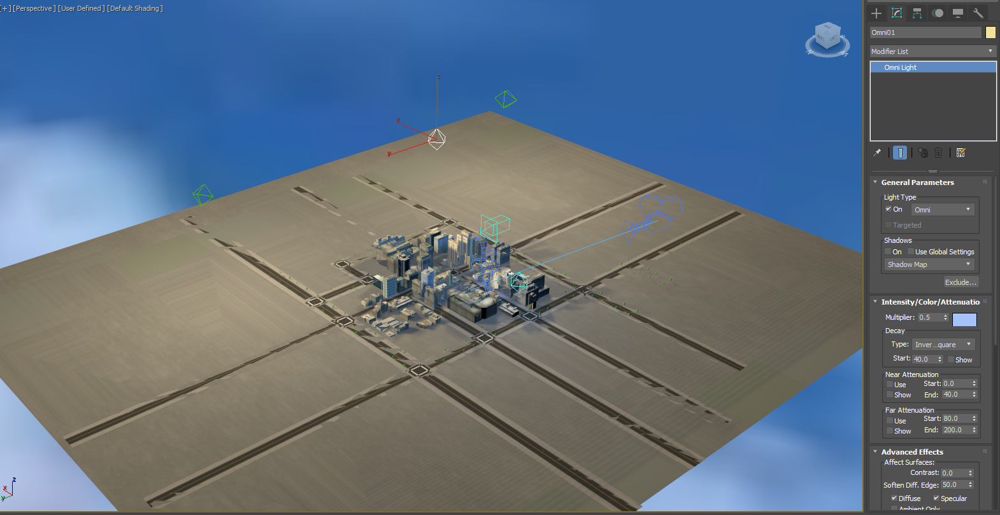 [+] [Perspective] [User Defined] [Default Shading]
z
x
y
z
x
y
Omni01
Modifier List
Omni Light
General Parameters
Light Type
On Omni
Targeted
Shadows
On Use Global Settings
Shadow Map
Exclude...
Intensity/Color/Attenuation
Multiplier: 0.5
Decay
Type: Inver...quare
Start: 40.0 Show
Near Attenuation
Use Start: 0.0
Show End: 40.0
Far Attenuation
Use Start: 80.0
Show End: 200.0
Advanced Effects
Affect Surfaces:
Contrast: 0.0
Soften Diff. Edge: 50.0
Diffuse Specular
Ambient Only